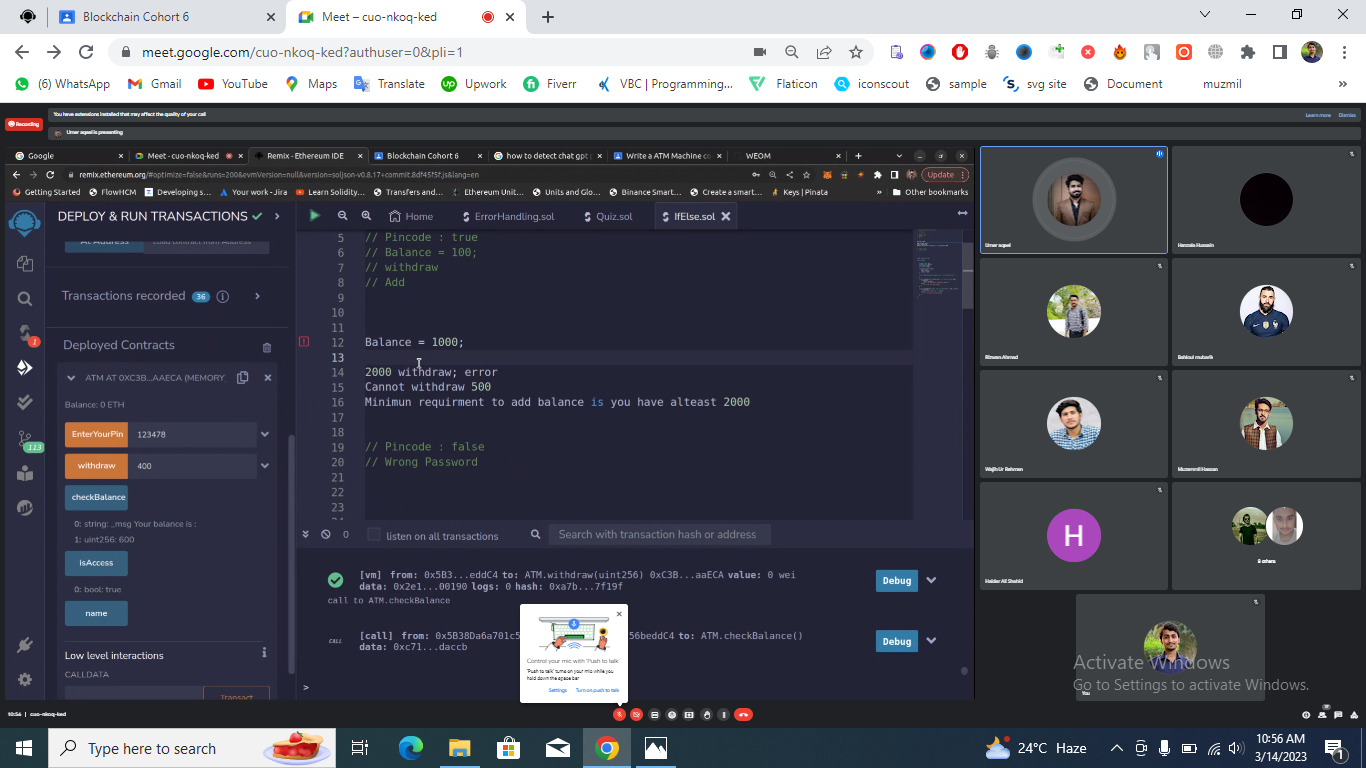 Blockchain Cohort 6
Meet – cuo-nkoq-ked
meet.google.com/cuo-nkoq-ked?authuser=0&pli=1
(6) WhatsApp
Gmail
YouTube
Maps
Translate
Upwork
Fiverr
VBC | Programming...
Flaticon
iconscout
sample
svg site
Document
muzmil
Recording
You have extensions installed that may affect the quality of your call
Learn more
Dismiss
Umer aqeel is presenting
Google
Meet - cuo-nkoq-ked
Remix - Ethereum IDE
Blockchain Cohort 6
how to detect chat gpt
Write a ATM Machine co
WEOM
remix.ethereum.org/#optimize=false&runs=200&evmVersion=null&version=soljson-v0.8.17+commit.8df45f5f.js&lang=en
Update
Getting Started
FlowHCM
Developing s...
Your work - Jira
Learn Solidity...
Transfers and...
Ethereum Unit...
Units and Glo...
Binance Smart...
Create a smart...
Keys | Pinata
Other bookmarks
DEPLOY & RUN TRANSACTIONS
Home
ErrorHandling.sol
Quiz.sol
IfElse.sol
At Address
Load contract from Address
Transactions recorded 36
Deployed Contracts
ATM AT 0XC3B...AAECA (MEMORY)
Balance: 0 ETH
EnterYourPin 123478
withdraw 400
checkBalance
0: string: _msg Your balance is :
1: uint256: 600
isAccess
0: bool: true
name
Low level interactions
CALLDATA
Transact
1
113
5 // Pincode : true
6 // Balance = 100;
7 // withdraw
8 // Add
9
10
11
12 Balance = 1000;
13
14 2000 withdraw; error
15 Cannot withdraw 500
16 Minimun requirment to add balance is you have alteast 2000
17
18
19 // Pincode : false
20 // Wrong Password
21
22
23
0
listen on all transactions
Search with transaction hash or address
[vm] from: 0x5B3...eddC4 to: ATM.withdraw(uint256) 0xC3B...aaECA value: 0 wei
data: 0x2e1...00190 logs: 0 hash: 0xa7b...7f19f
Debug
call to ATM.checkBalance
CALL
[call] from: 0x5B38Da6a701c5
56beddC4 to: ATM.checkBalance()
data: 0xc71...daccb
Debug
>
Control your mic with 'Push to talk'
'Push to talk' turns on your mic while you
hold down the space bar
Settings
Turn on push to talk
Umer aqeel
Hamza Hussain
Rizwan Ahmad
Wajih Ur Rehman
Muzammil Hassan
H
Haider Ali Shahid
8 others
You
Activate Windows
Go to Settings to activate Windows.
10:56 | cuo-nkoq-ked
Type here to search
24°C Haze
10:56 AM
3/14/2023
1